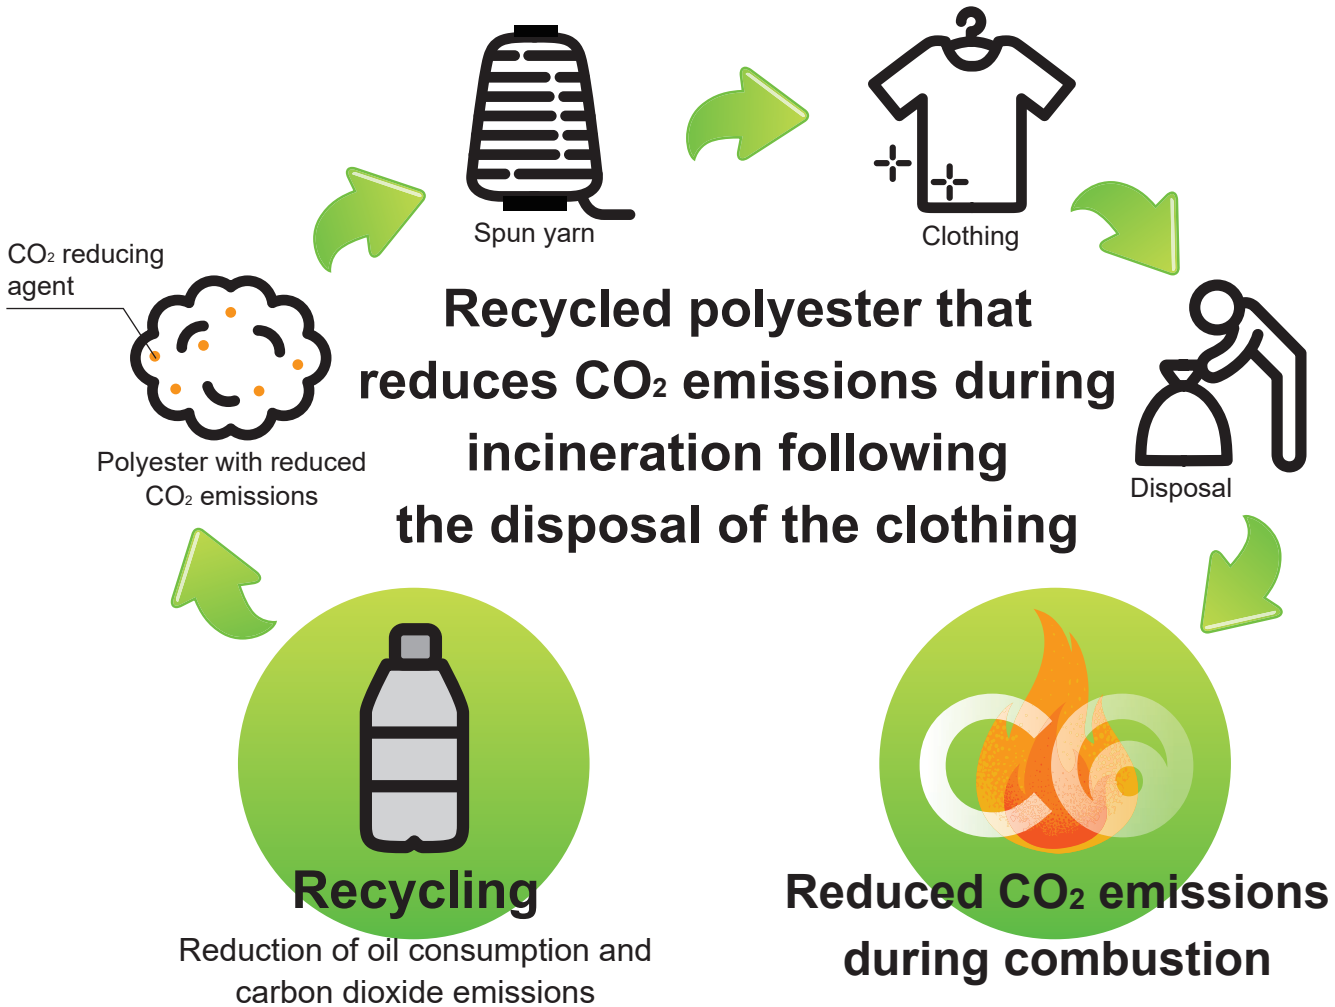 Spun yarn
Clothing
CO₂ reducing
agent
Recycled polyester that
reduces CO₂ emissions during
incineration following
the disposal of the clothing
Polyester with reduced
CO₂ emissions
Disposal
Recycling
Reduction of oil consumption and
carbon dioxide emissions
CO
Reduced CO₂ emissions
during combustion